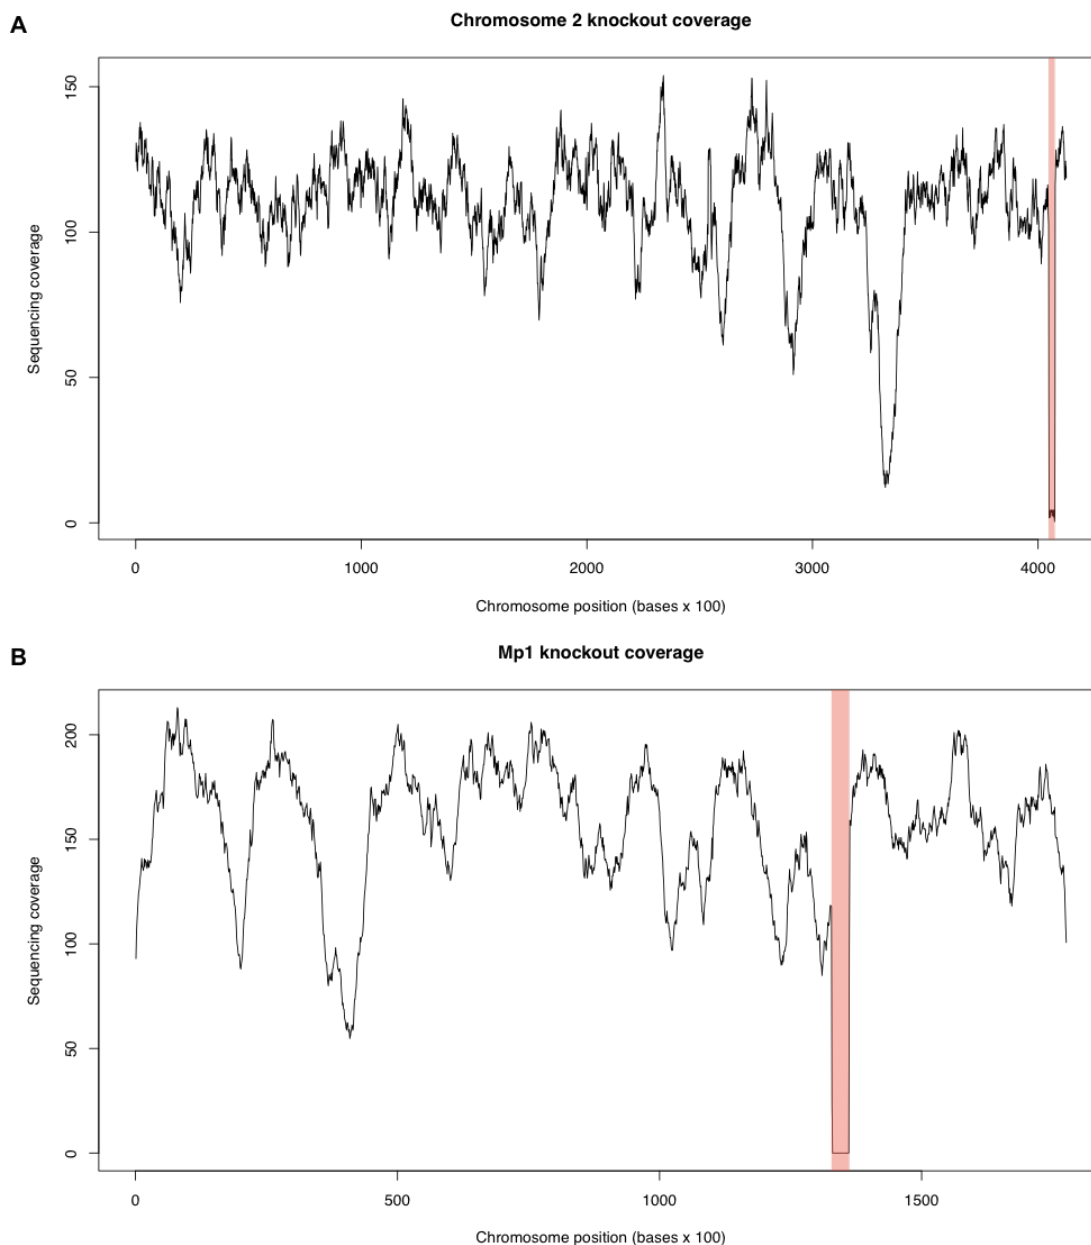 A
Chromosome 2 knockout coverage
150
100
50
0
Sequencing coverage
0 1000 2000 3000 4000
Chromosome position (bases x 100)
B
Mp1 knockout coverage
200
150
100
50
0
Sequencing coverage
0 500 1000 1500
Chromosome position (bases x 100)